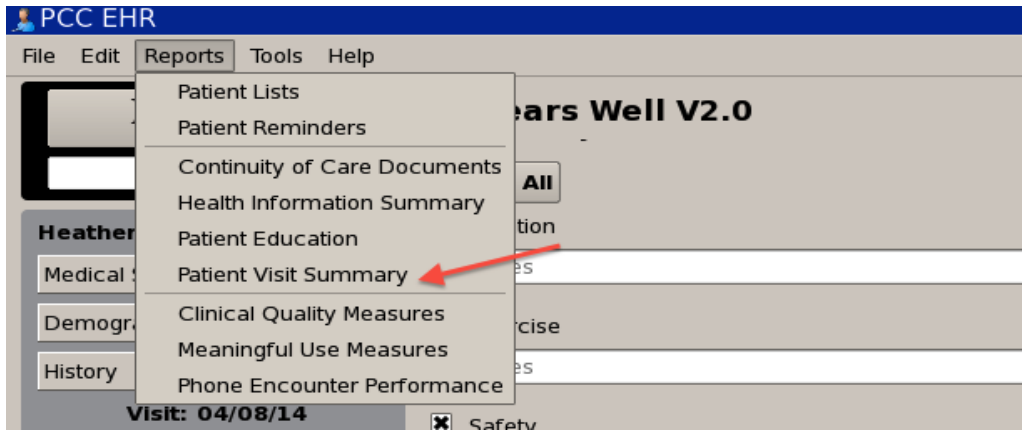 PCC EHR
File Edit Reports Tools Help
Patient Lists
Patient Reminders
Continuity of Care Documents
Health Information Summary
Patient Education
Patient Visit Summary
Clinical Quality Measures
Meaningful Use Measures
Phone Encounter Performance
Well V2.0
All
Heather
Medical
History
Visit: 04/08/14
Safety